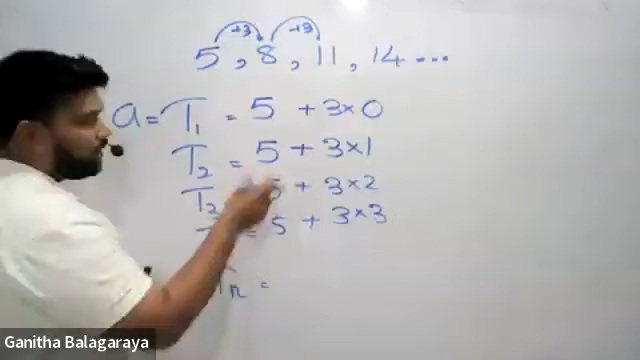 +3 +3
5, 8, 11, 14 ...
a = T1 = 5 + 3×0
T2 = 5 + 3×1
T3 = 5 + 3×2
= 5 + 3×3
Tn =
Ganitha Balagaraya